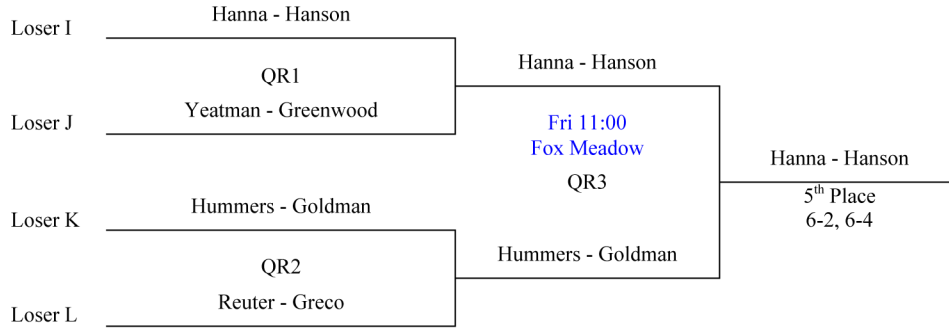 Loser I
Hanna - Hanson
QR1
Yeatman - Greenwood
Loser J
Hanna - Hanson
Fri 11:00
Fox Meadow
QR3
Loser K
Hummers - Goldman
QR2
Reuter - Greco
Loser L
Hummers - Goldman
Hanna - Hanson
5th Place
6-2, 6-4